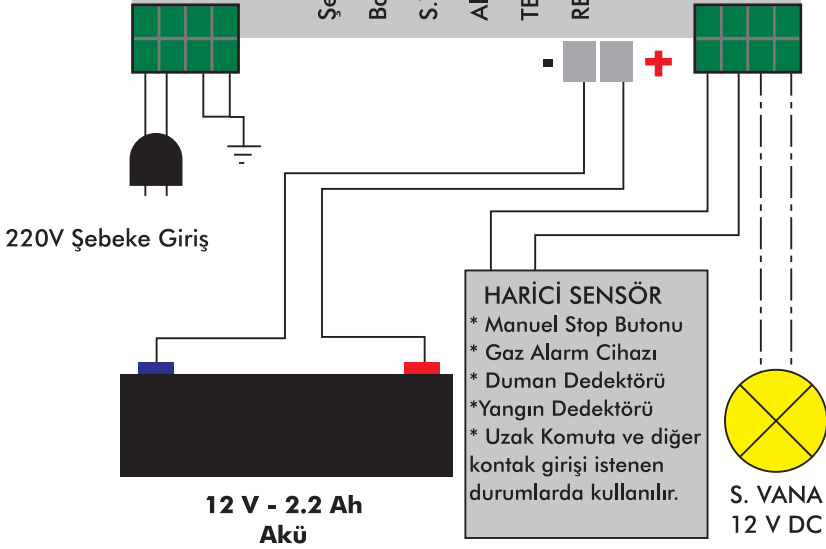 S.
- +
220V Şebeke Giriş
12 V - 2.2 Ah
Akü
HARİCİ SENSÖR
* Manuel Stop Butonu
* Gaz Alarm Cihazı
* Duman Dedektörü
*Yangın Dedektörü
* Uzak Komuta ve diğer
kontak girişi istenen
durumlarda kullanılır.
S. VANA
12 V DC